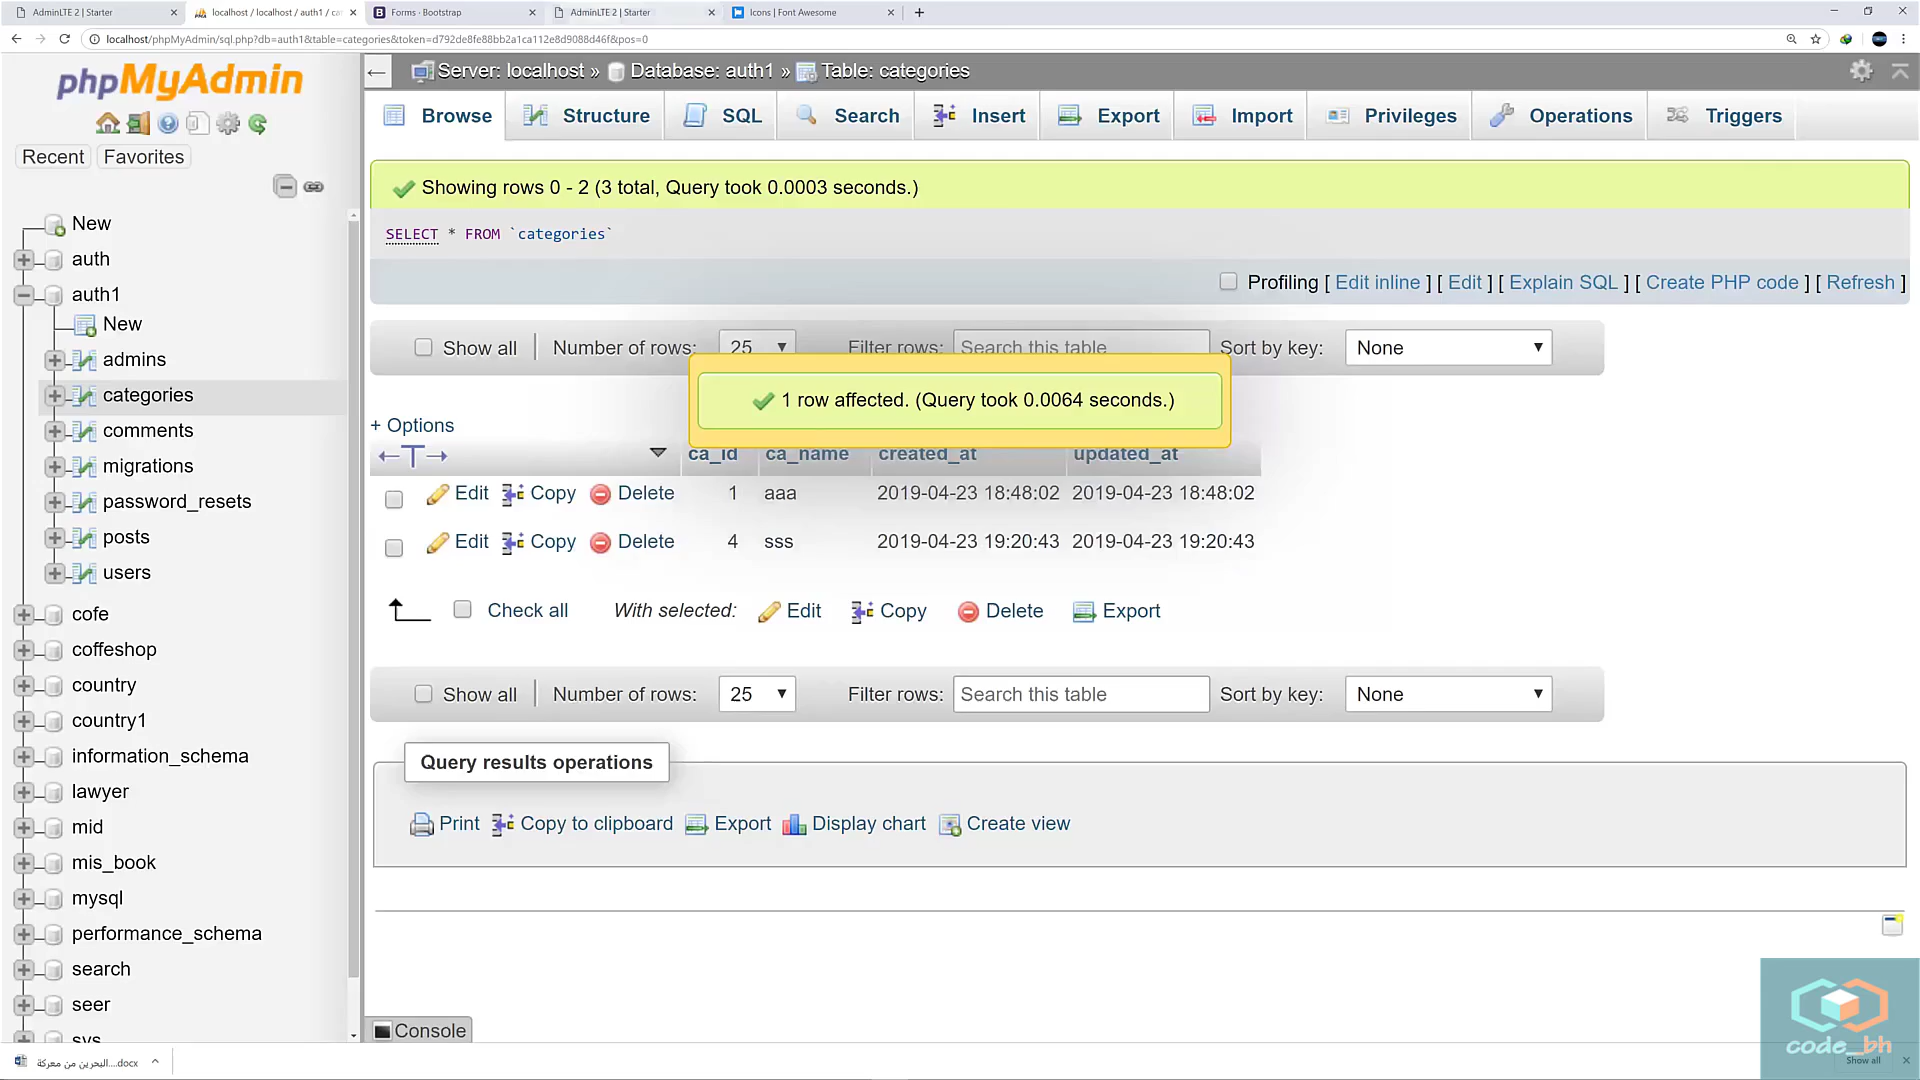 AdminLTE 2 | Starter
localhost / localhost / auth1 / ca
Forms · Bootstrap
AdminLTE 2 | Starter
Icons | Font Awesome
localhost/phpMyAdmin/sql.php?db=auth1&table=categories&token=d792de8fe88bb2a1ca112e8d9088d46f&pos=0
phpMyAdmin
Recent
Favorites
New
auth
auth1
New
admins
categories
comments
migrations
password_resets
posts
users
cofe
coffeshop
country
country1
information_schema
lawyer
mid
mis_book
mysql
performance_schema
search
seer
sys
Server: localhost » Database: auth1 » Table: categories
Browse Structure SQL Search Insert Export Import Privileges Operations Triggers
Showing rows 0 - 2 (3 total, Query took 0.0003 seconds.)
SELECT * FROM `categories`
Profiling [ Edit inline ] [ Edit ] [ Explain SQL ] [ Create PHP code ] [ Refresh ]
Show all Number of rows: 25 Filter rows: Search this table Sort by key: None
1 row affected. (Query took 0.0064 seconds.)
+ Options
ca_id ca_name created_at updated_at
Edit Copy Delete 1 aaa 2019-04-23 18:48:02 2019-04-23 18:48:02
Edit Copy Delete 4 sss 2019-04-23 19:20:43 2019-04-23 19:20:43
Check all With selected: Edit Copy Delete Export
Show all Number of rows: 25 Filter rows: Search this table Sort by key: None
Query results operations
Print Copy to clipboard Export Display chart Create view
Console
البحرين من معركة....docx
code_bh
Show all